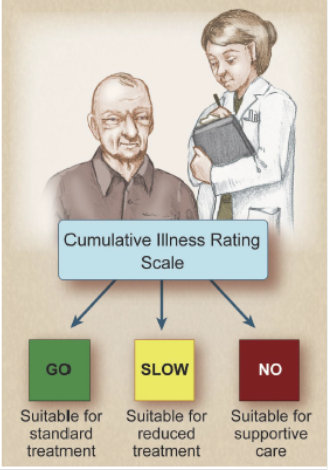 Cumulative Illness Rating
Scale
GO
SLOW
NO
Suitable for
standard
treatment
Suitable for
reduced
treatment
Suitable for
supportive
care